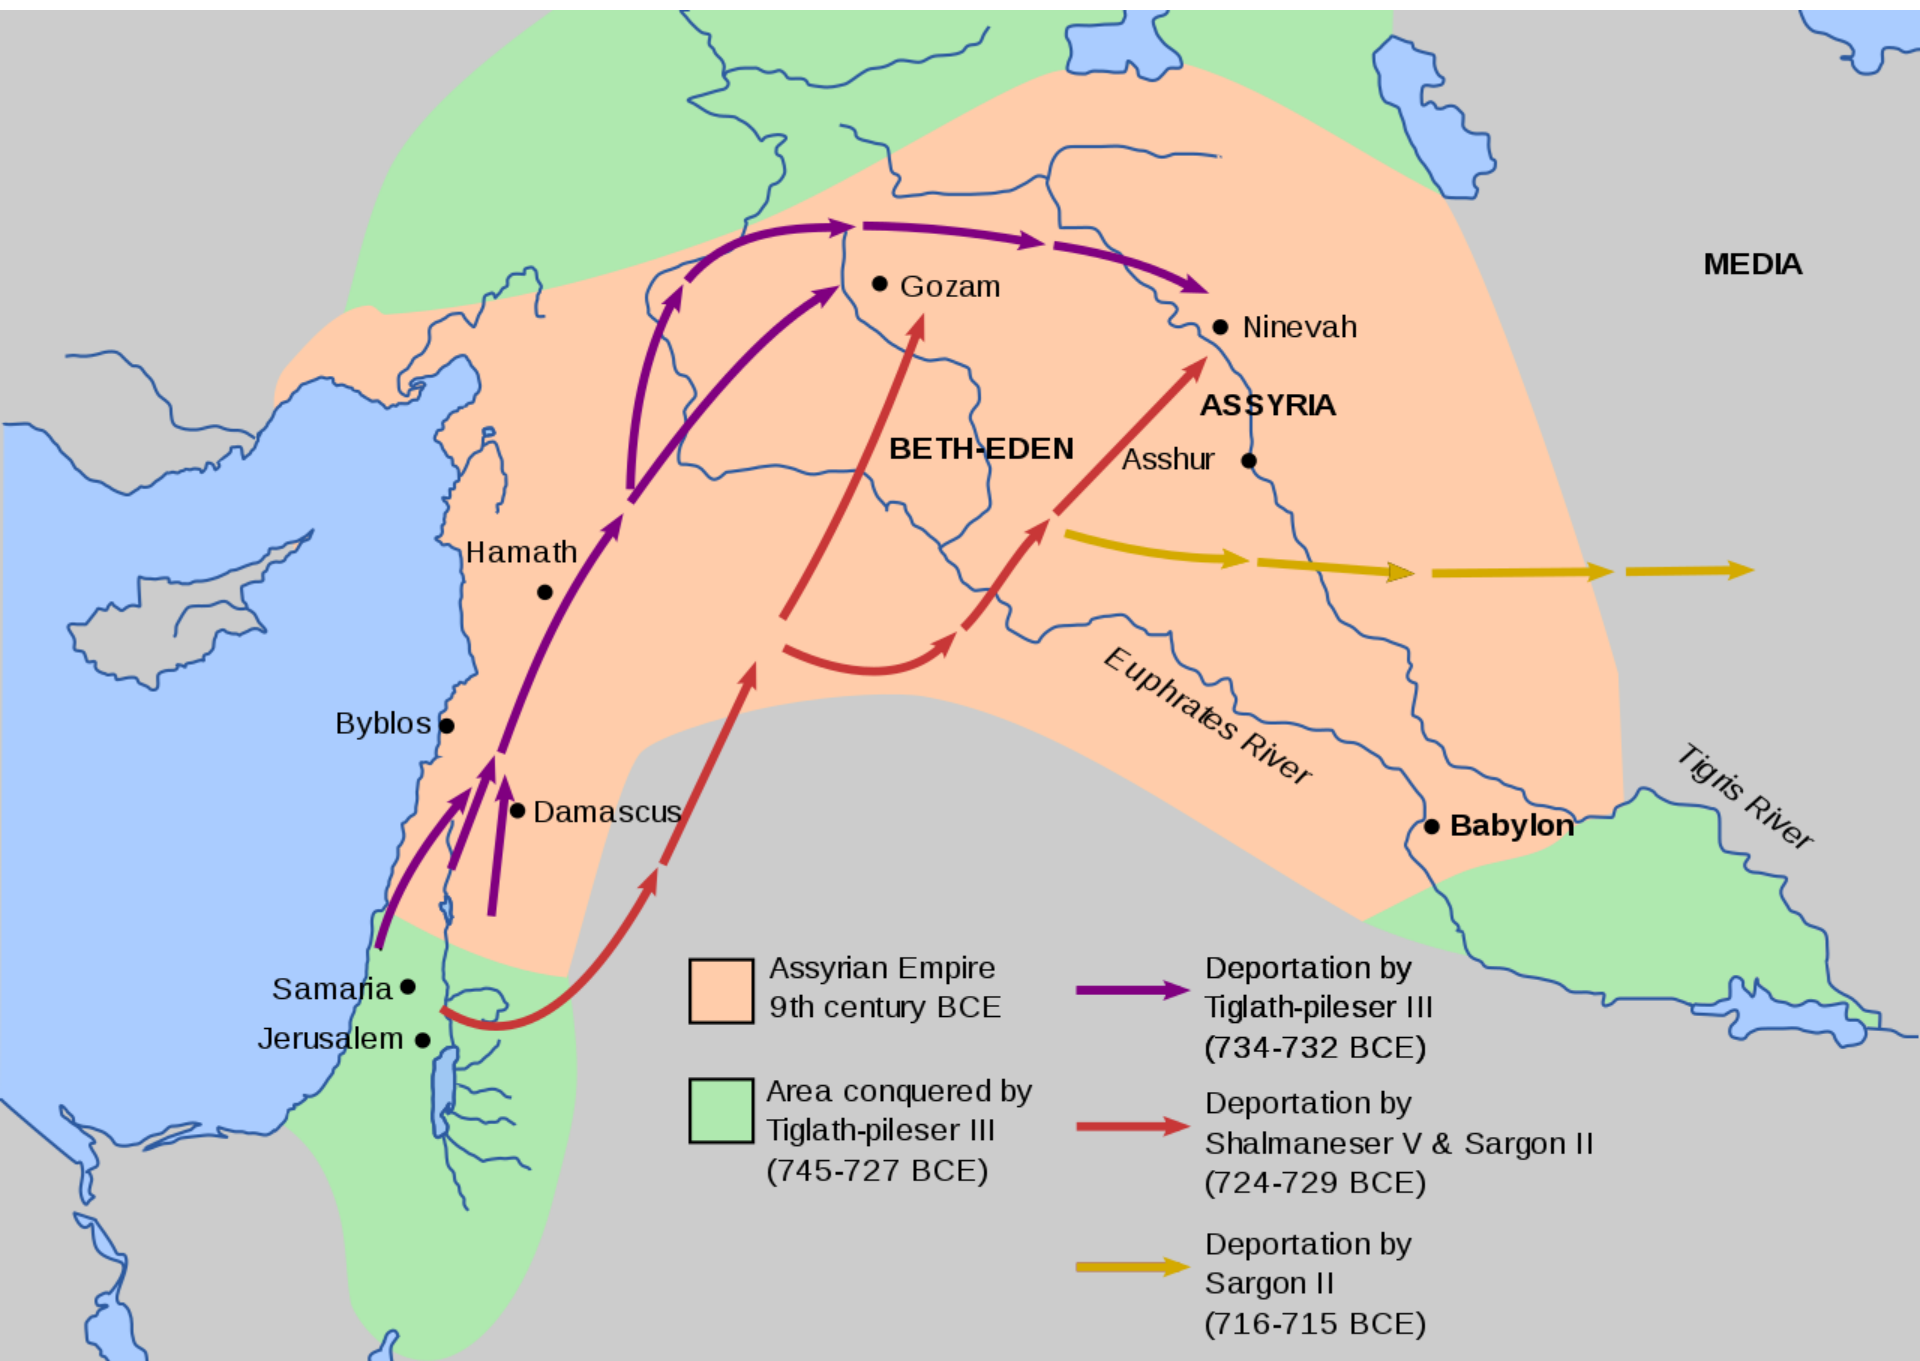 MEDIA
Gozam
Ninevah
ASSYRIA
BETH-EDEN
Asshur
Hamath
Euphrates River
Byblos
Tigris River
Damascus
Babylon
Samaria
Jerusalem
Assyrian Empire
9th century BCE
Area conquered by
Tiglath-pileser III
(745-727 BCE)
Deportation by
Tiglath-pileser III
(734-732 BCE)
Deportation by
Shalmaneser V & Sargon II
(724-729 BCE)
Deportation by
Sargon II
(716-715 BCE)